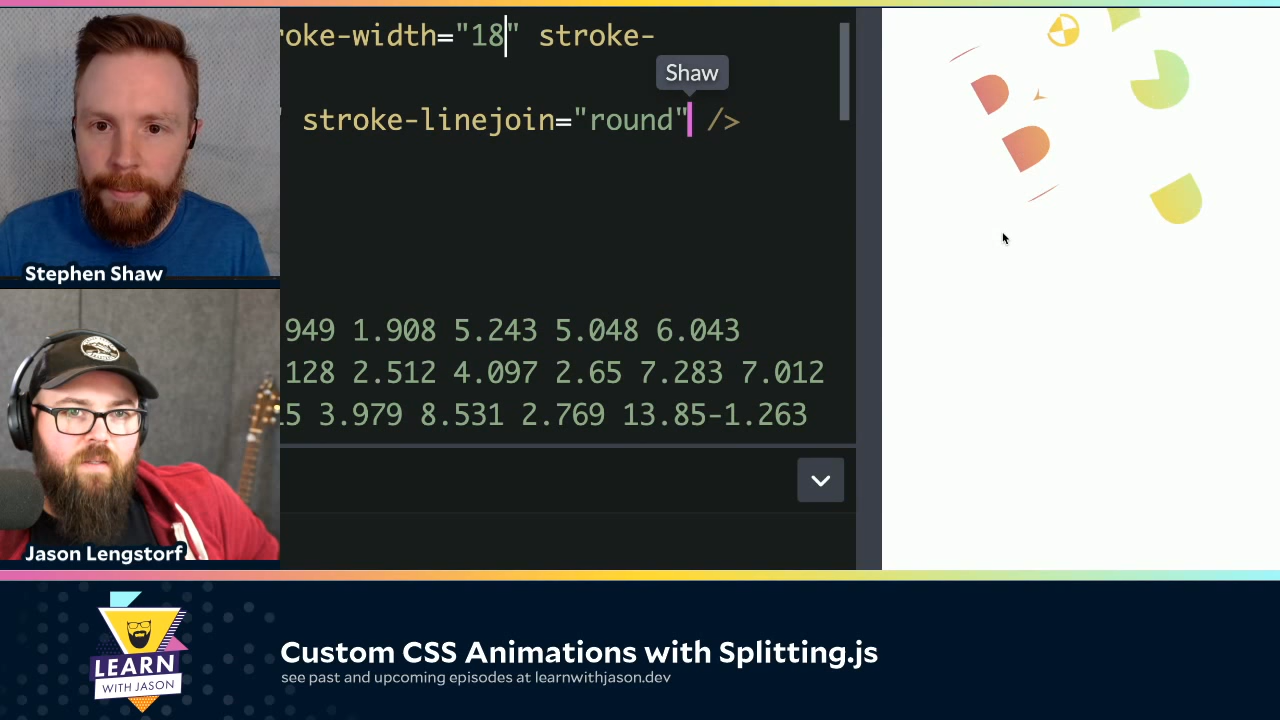 roke-width="18" stroke-
Shaw
" stroke-linejoin="round" />
949 1.908 5.243 5.048 6.043
128 2.512 4.097 2.65 7.283 7.012
5 3.979 8.531 2.769 13.85-1.263
Stephen Shaw
Jason Lengstorf
LEARN
WITH JASON
Custom CSS Animations with Splitting.js
see past and upcoming episodes at learnwithjason.dev